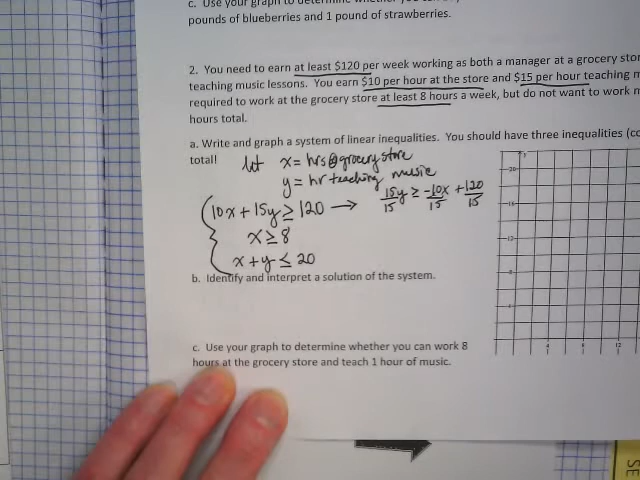 c. Use your graph to determine whether you can
pounds of blueberries and 1 pound of strawberries.
2. You need to earn at least $120 per week working as both a manager at a grocery
teaching music lessons. You earn $10 per hour at the store and $15 per hour teaching
required to work at the grocery store at least 8 hours a week, but do not want to work
hours total.
a. Write and graph a system of linear inequalities. You should have three inequalities
total!
let x = hrs @ grocery store
y = hr teaching music
10x + 15y ≥ 120 → 15y/15 ≥ -10x/15 + 120/15
x ≥ 8
x + y ≤ 20
b. Identify and interpret a solution of the system.
c. Use your graph to determine whether you can work 8
hours at the grocery store and teach 1 hour of music.
20
16
12
8
4
4 8 12
SE